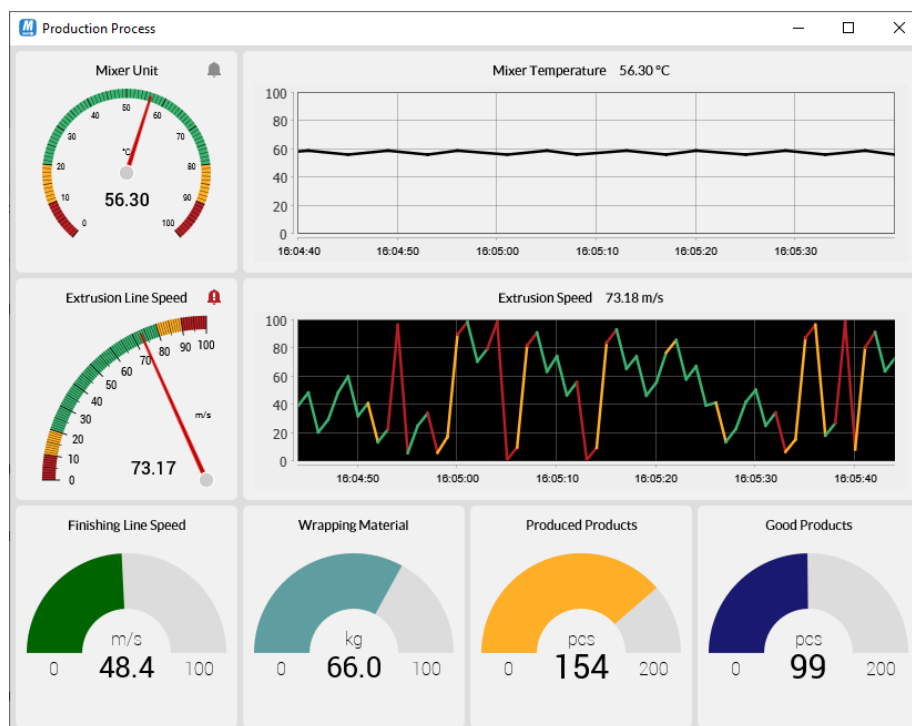 M
Production Process
Mixer Unit
0 10 20 30 40 50 60 70 80 90 100
°C
56.30
Mixer Temperature 56.30 °C
100
80
60
40
20
0
16:04:40 16:04:50 16:05:00 16:05:10 16:05:20 16:05:30
Extrusion Line Speed
0 10 20 30 40 50 60 70 80 90 100
m/s
73.17
Extrusion Speed 73.18 m/s
100
80
60
40
20
0
16:04:50 16:05:00 16:05:10 16:05:20 16:05:30 16:05:40
Finishing Line Speed
m/s
0 48.4 100
Wrapping Material
kg
0 66.0 100
Produced Products
pcs
0 154 200
Good Products
pcs
0 99 200